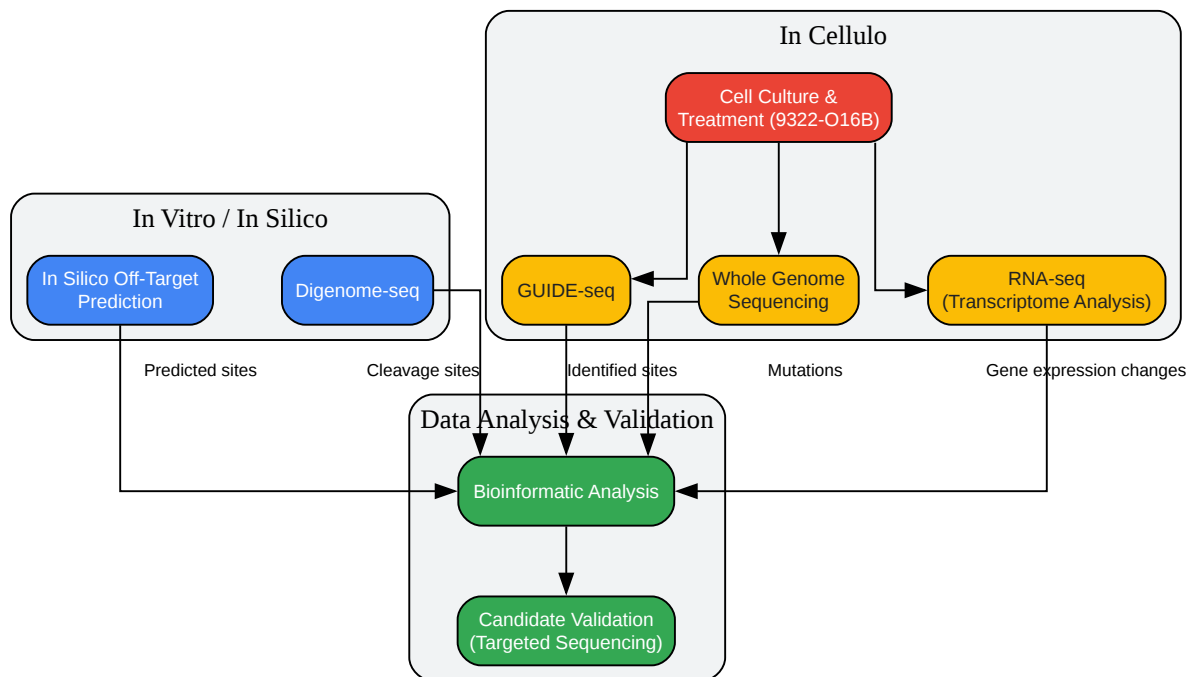 In Cellulo
Cell Culture &
Treatment (9322-O16B)
In Vitro / In Silico
In Silico Off-Target
Prediction
Digenome-seq
GUIDE-seq
Whole Genome
Sequencing
RNA-seq
(Transcriptome Analysis)
Predicted sites
Cleavage sites
Identified sites
Mutations
Gene expression changes
Data Analysis & Validation
Bioinformatic Analysis
Candidate Validation
(Targeted Sequencing)